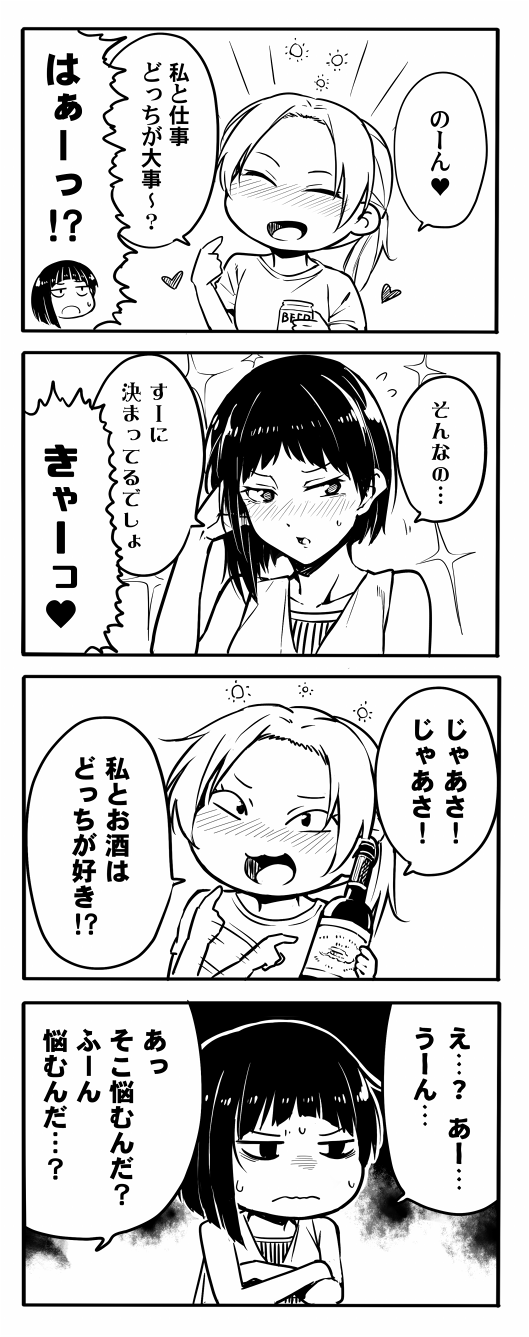 のーん♥
私と仕事
どっちが大事～？
BEER
はぁーっ!?
そんなの…
すーに
決まってるでしょ
きゃーっ♥
じゃあさ！
じゃあさ！
私とお酒は
どっちが好き!?
え…？ あー…
うーん…
あっ
そこ悩むんだ？
ふーん
悩むんだ…？